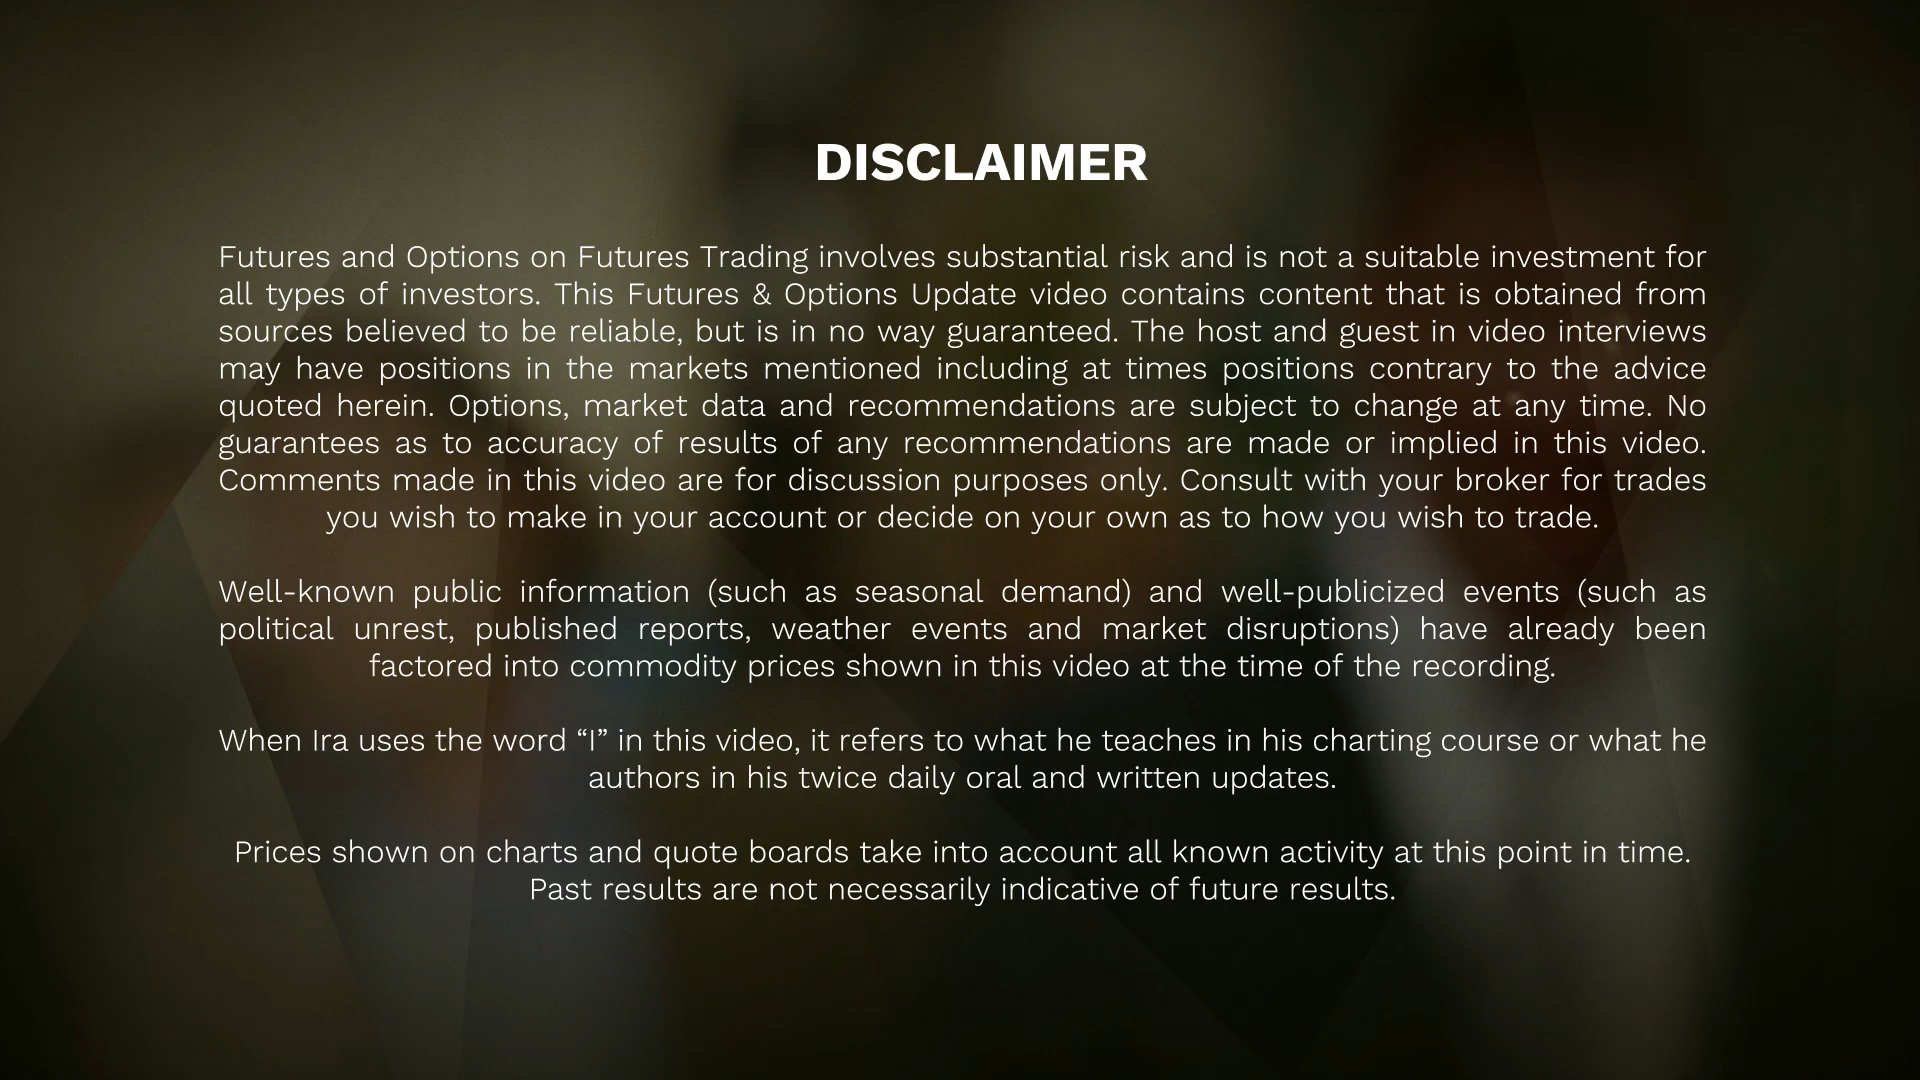 DISCLAIMER
Futures and Options on Futures Trading involves substantial risk and is not a suitable investment for
all types of investors. This Futures & Options Update video contains content that is obtained from
sources believed to be reliable, but is in no way guaranteed. The host and guest in video interviews
may have positions in the markets mentioned including at times positions contrary to the advice
quoted herein. Options, market data and recommendations are subject to change at any time. No
guarantees as to accuracy of results of any recommendations are made or implied in this video.
Comments made in this video are for discussion purposes only. Consult with your broker for trades
you wish to make in your account or decide on your own as to how you wish to trade.
Well-known public information (such as seasonal demand) and well-publicized events (such as
political unrest, published reports, weather events and market disruptions) have already been
factored into commodity prices shown in this video at the time of the recording.
When Ira uses the word “I” in this video, it refers to what he teaches in his charting course or what he
authors in his twice daily oral and written updates.
Prices shown on charts and quote boards take into account all known activity at this point in time.
Past results are not necessarily indicative of future results.